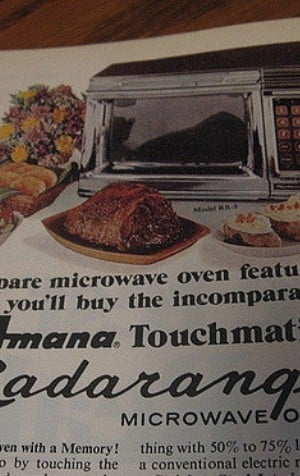 Model RR-9
pare microwave oven featu
you'll buy the incompara
Amana® Touchmati
adarang
MICROWAVE O
ven with a Memory!
o by touching the
thing with 50% to 75% l
a conventional electric r